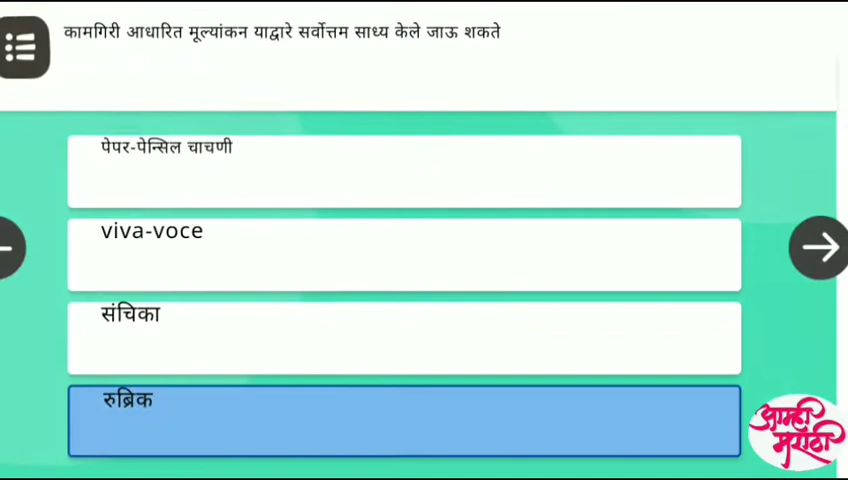 कामगिरी आधारित मूल्यांकन याद्वारे सर्वोत्तम साध्य केले जाऊ शकते
पेपर-पेन्सिल चाचणी
viva-voce
संचिका
रुब्रिक
आम्ही
मराठी